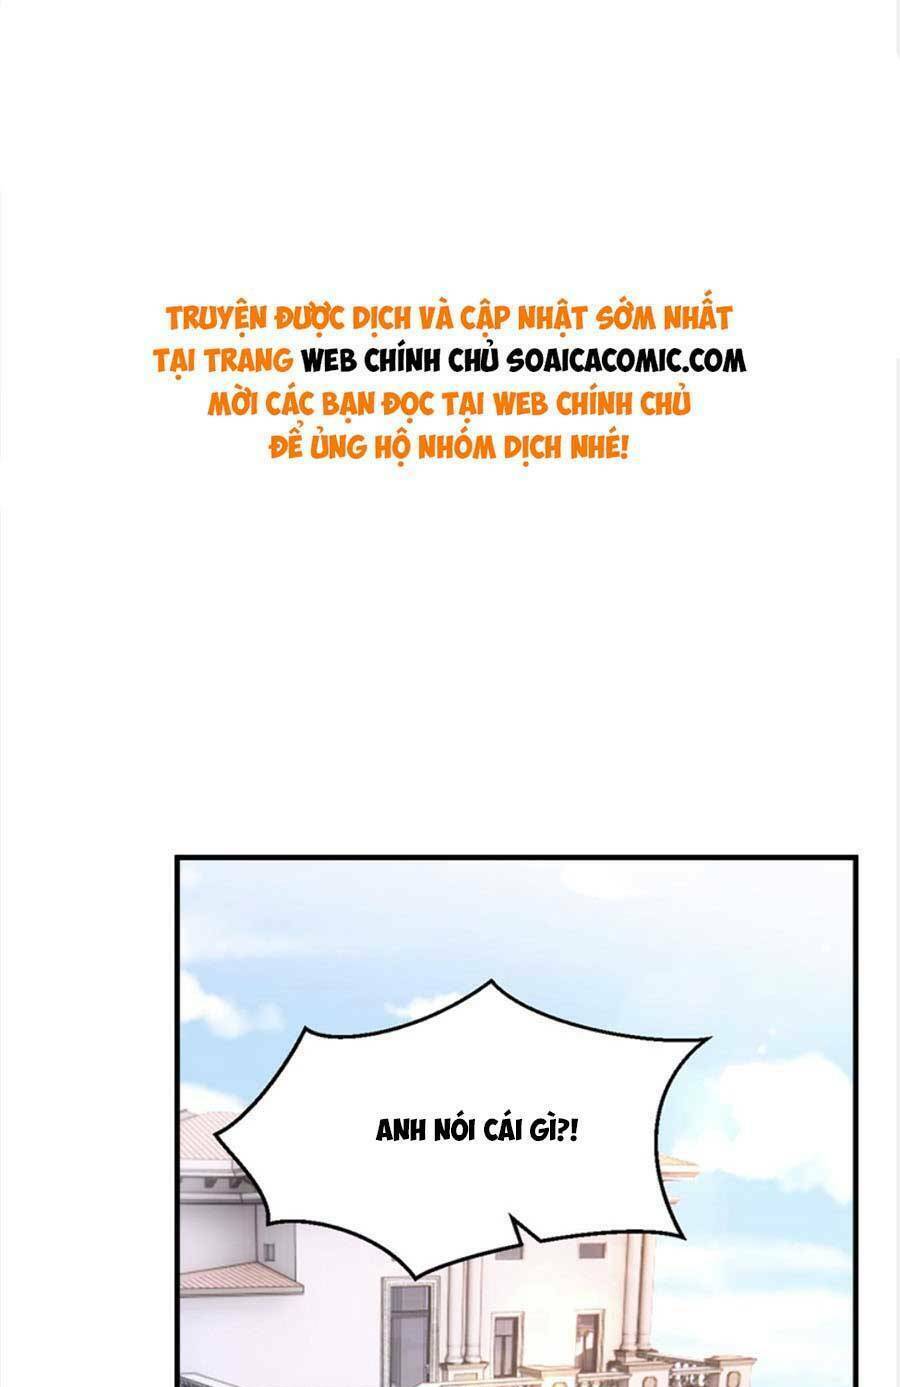 TRUYỆN ĐƯỢC DỊCH VÀ CẬP NHẬT SỚM NHẤT
TẠI TRANG WEB CHÍNH CHỦ SOAICACOMIC.COM
MỜI CÁC BẠN ĐỌC TẠI WEB CHÍNH CHỦ
ĐỂ ỦNG HỘ NHÓM DỊCH NHÉ!
ANH NÓI CÁI GÌ?!